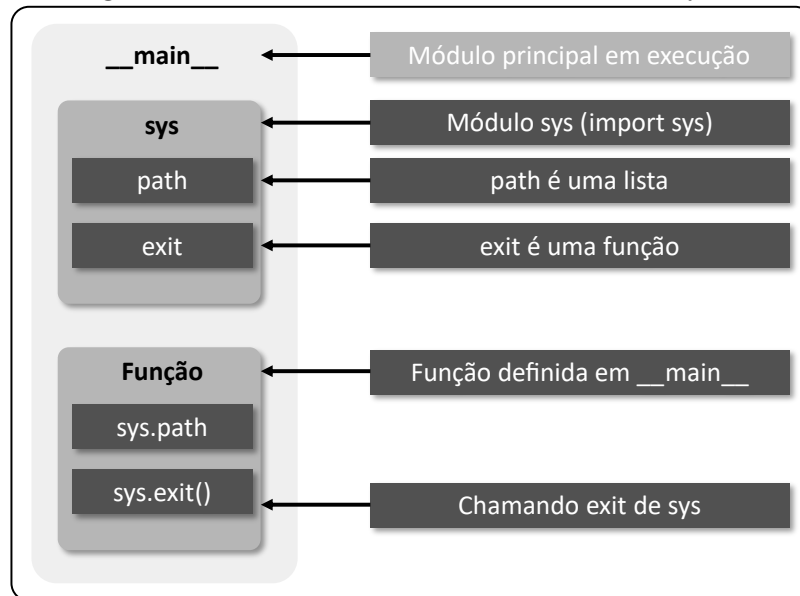 __main__
Módulo principal em execução
sys
Módulo sys (import sys)
path
path é uma lista
exit
exit é uma função
Função
Função definida em __main__
sys.path
sys.exit()
Chamando exit de sys